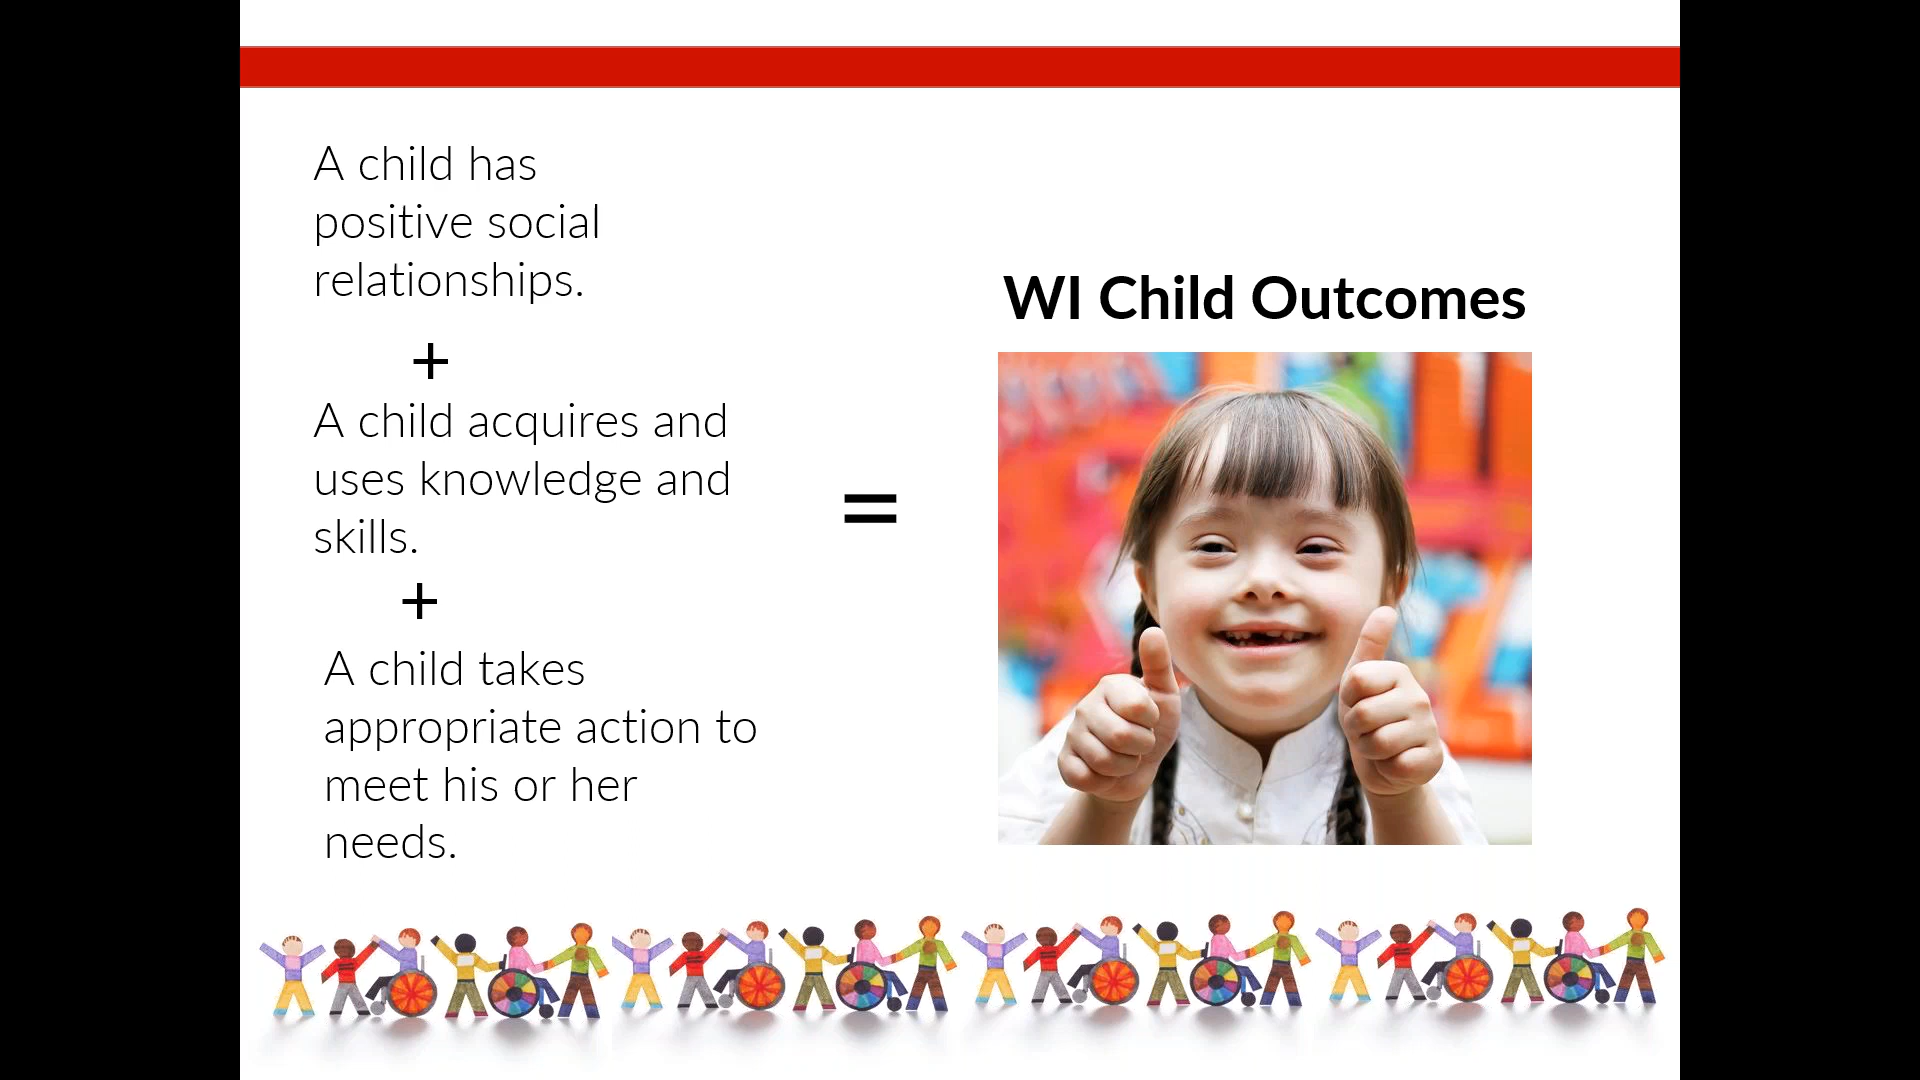 A child has
positive social
relationships.
+
A child acquires and
uses knowledge and
skills.
+
A child takes
appropriate action to
meet his or her
needs.
=
WI Child Outcomes